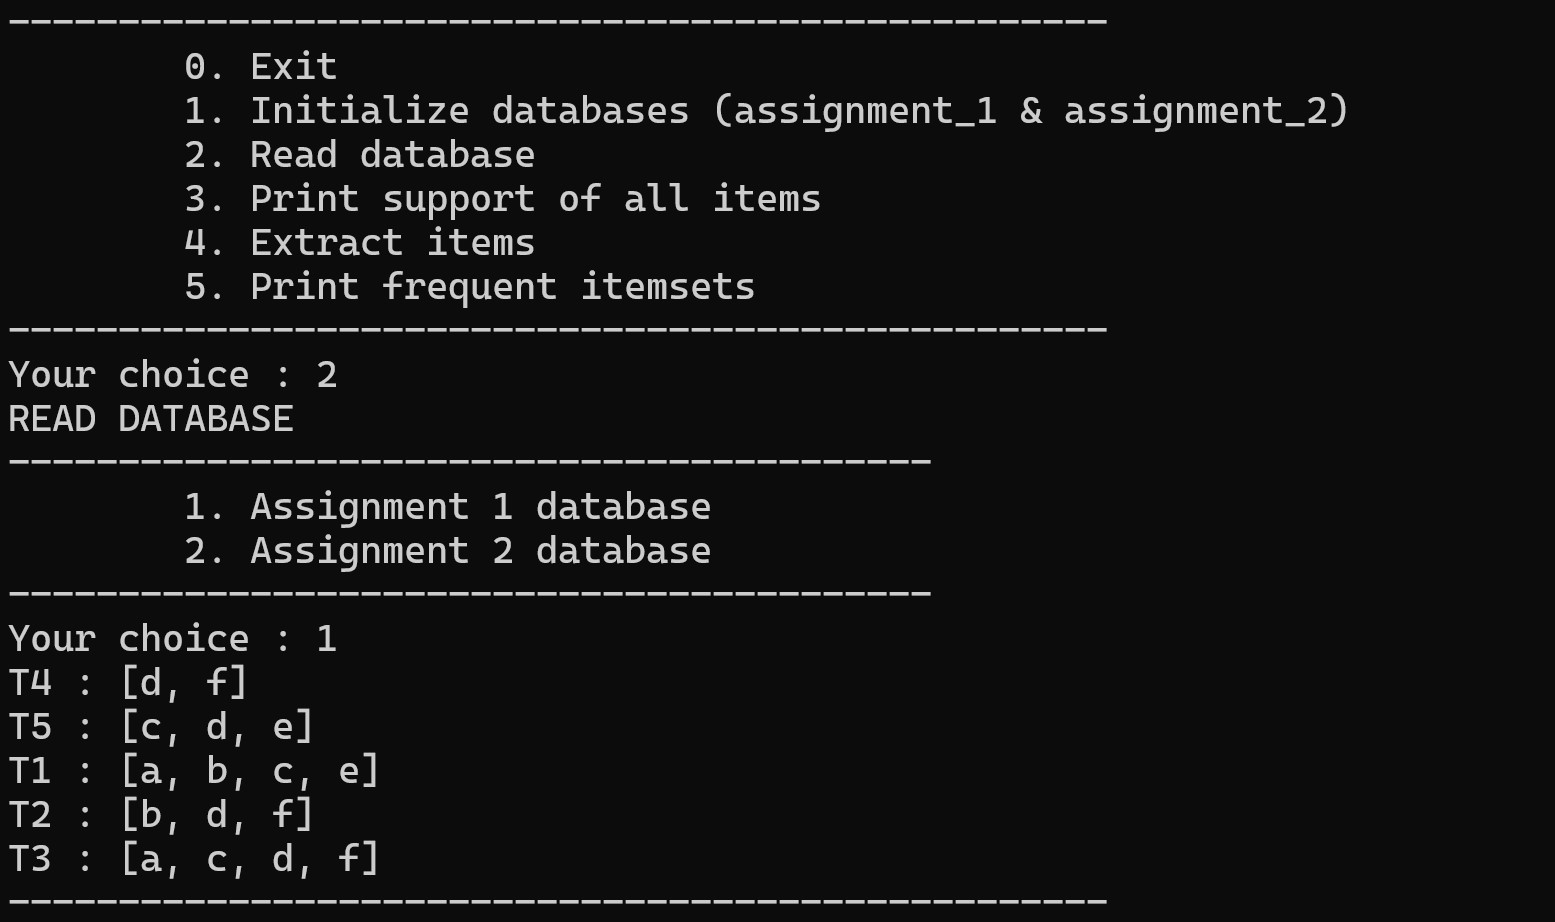 --------------------------------------------------
        0. Exit
        1. Initialize databases (assignment_1 & assignment_2)
        2. Read database
        3. Print support of all items
        4. Extract items
        5. Print frequent itemsets
--------------------------------------------------
Your choice : 2
READ DATABASE
------------------------------------------
        1. Assignment 1 database
        2. Assignment 2 database
------------------------------------------
Your choice : 1
T4 : [d, f]
T5 : [c, d, e]
T1 : [a, b, c, e]
T2 : [b, d, f]
T3 : [a, c, d, f]
--------------------------------------------------